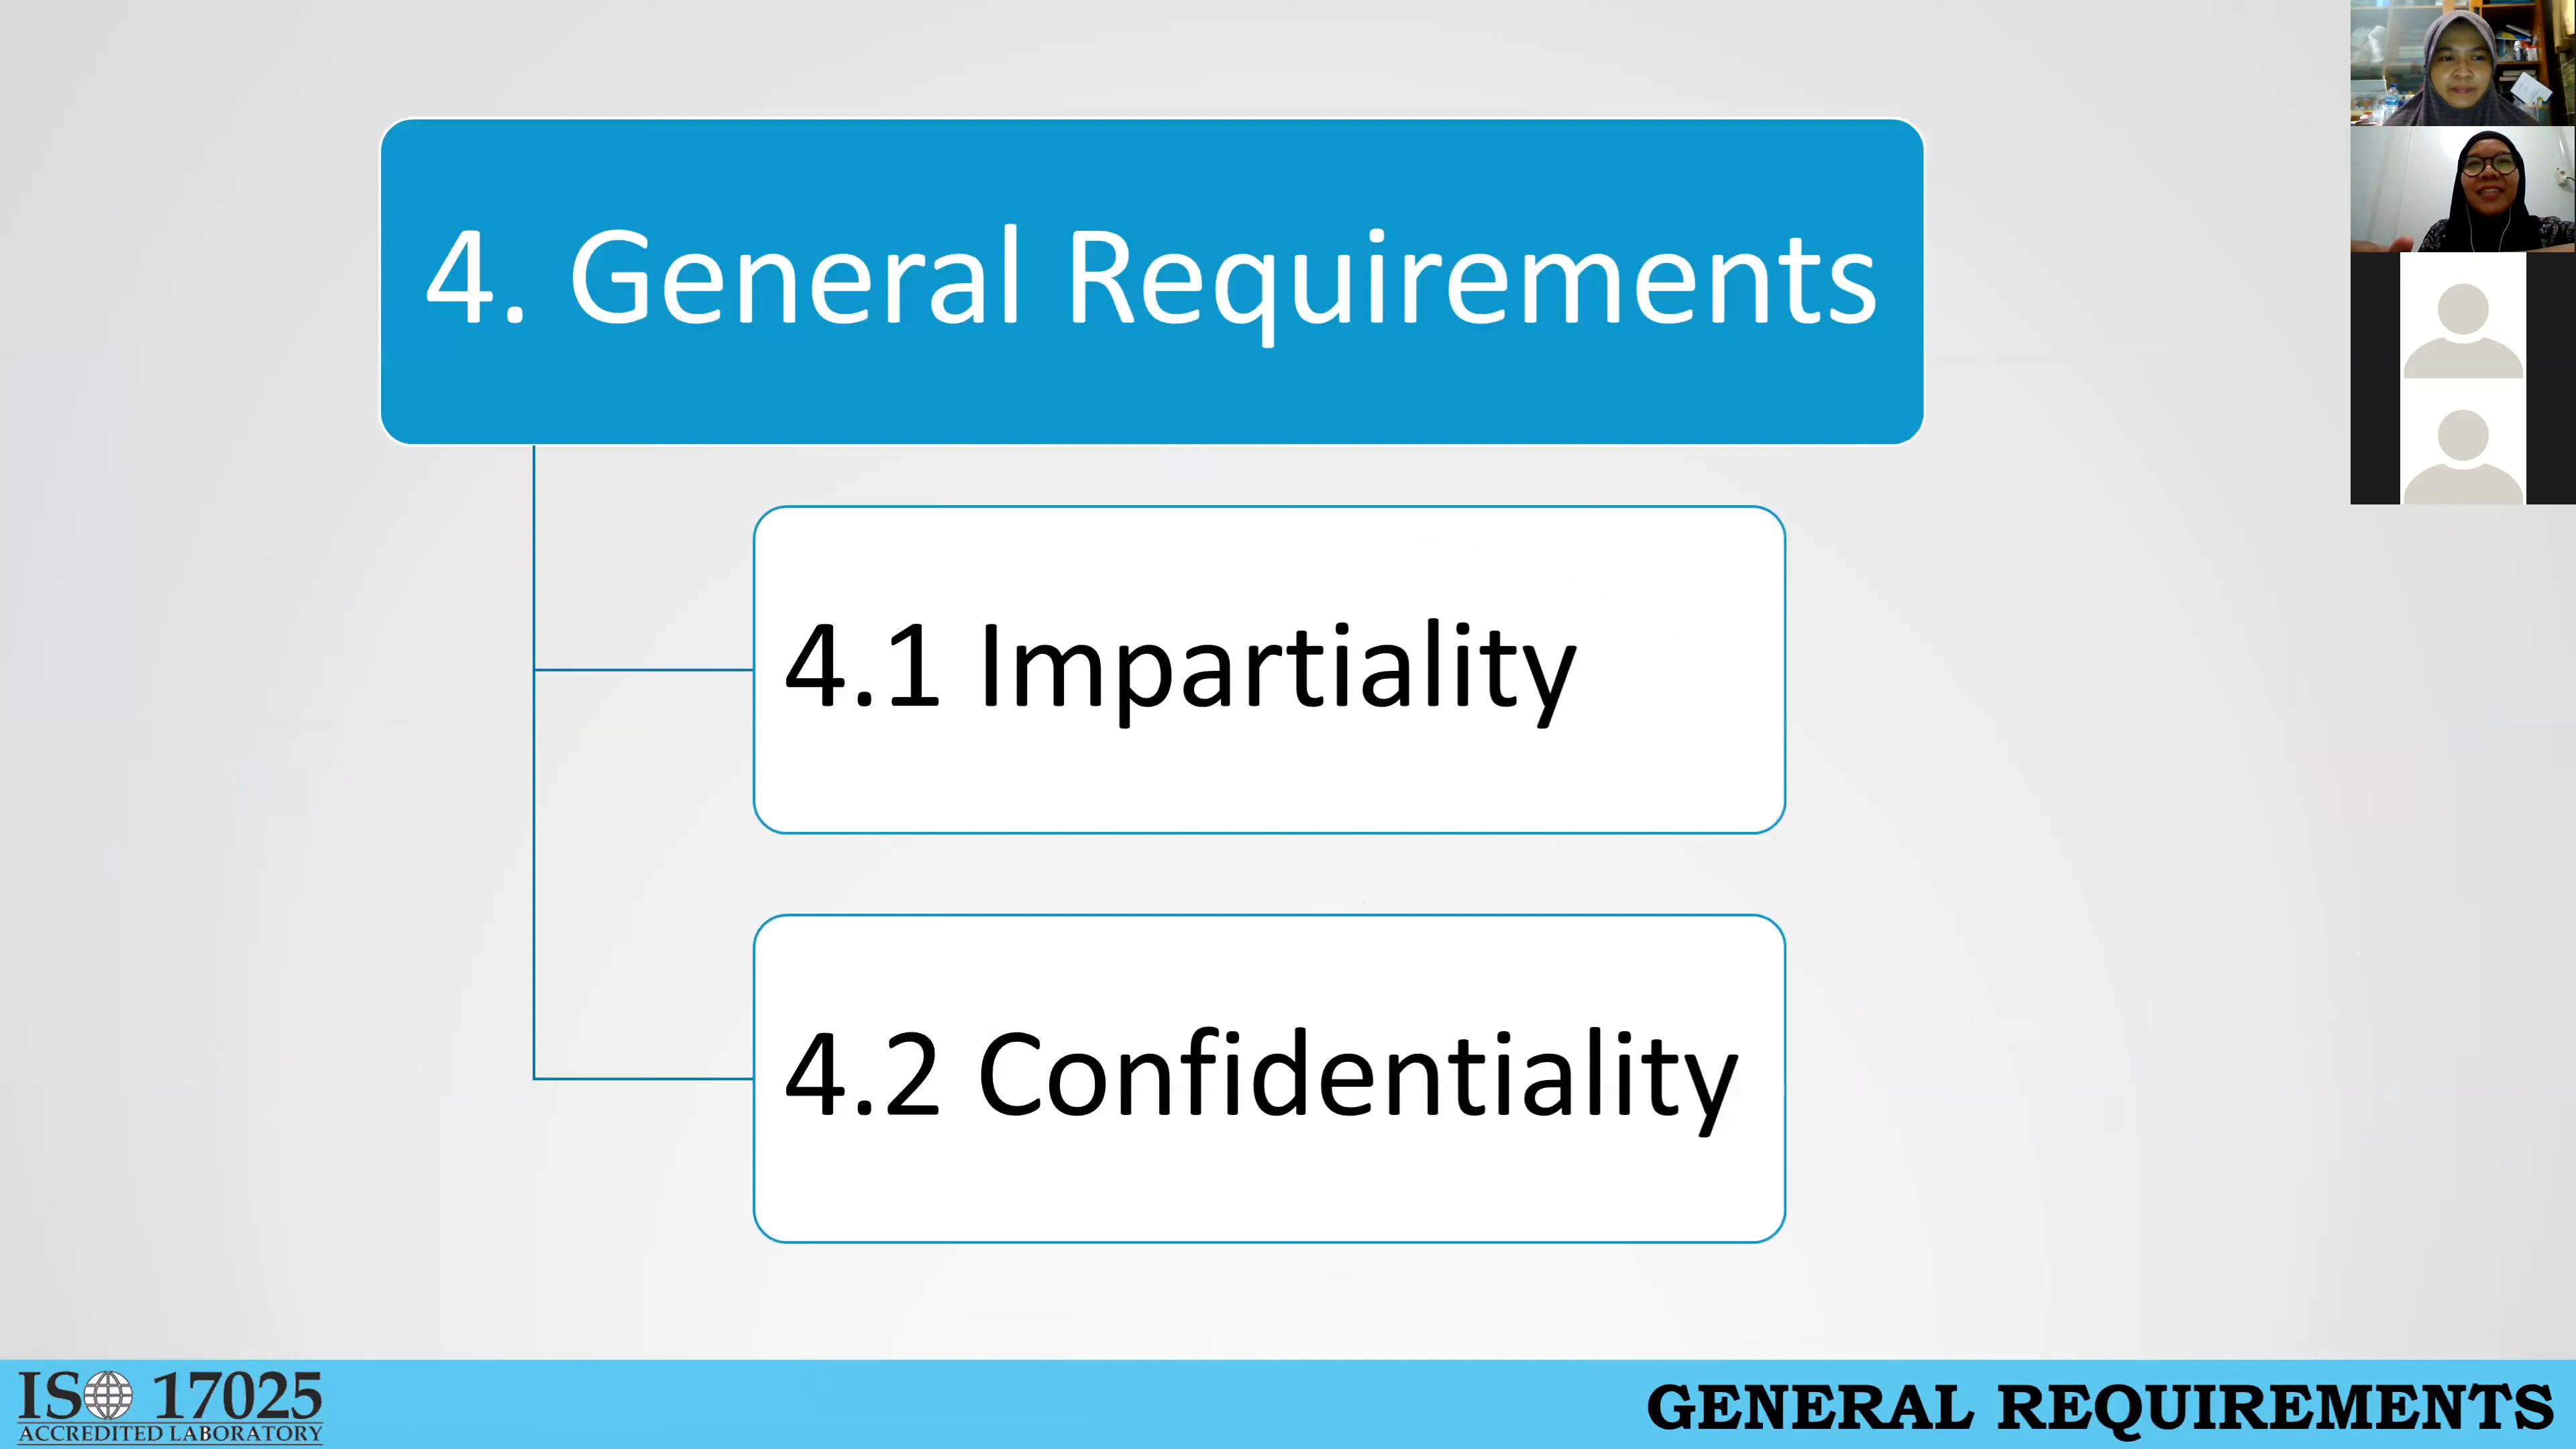 4. General Requirements
4.1 Impartiality
4.2 Confidentiality
ISO 17025
ACCREDITED LABORATORY
GENERAL REQUIREMENTS